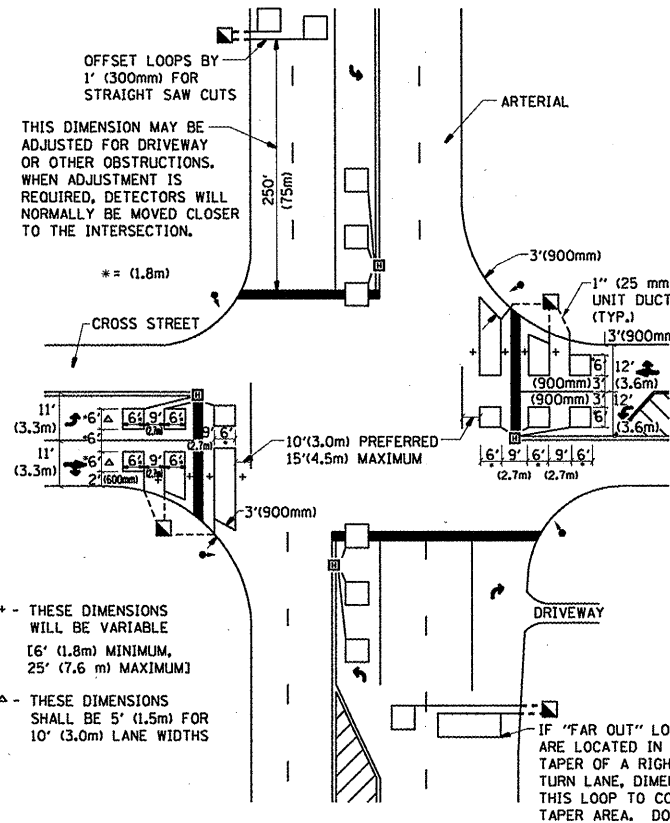 OFFSET LOOPS BY
1' (300mm) FOR
STRAIGHT SAW CUTS
ARTERIAL
THIS DIMENSION MAY BE
ADJUSTED FOR DRIVEWAY
OR OTHER OBSTRUCTIONS.
WHEN ADJUSTMENT IS
REQUIRED, DETECTORS WILL
NORMALLY BE MOVED CLOSER
TO THE INTERSECTION.
250'
(75m)
* = (1.8m)
H
3'(900mm)
1" (25 mm
UNIT DUCT
(TYP.)
CROSS STREET
3'(900mm
6'
12'
(3.6m)
(900mm) 3'
(900mm) 3'
6'
12'
(3.6m)
H
11'
(3.3m)
*6' Δ 6' 9' 6'
(2.7m)
*6'
H
9' 6'
(2.7m)
11'
(3.3m)
*6' Δ 6' 9' 6'
(2.7m)
2' (600mm)
10'(3.0m) PREFERRED
15'(4.5m) MAXIMUM
6' 9' 6' 9' 6'
(2.7m) (2.7m)
3'(900mm)
H
+ - THESE DIMENSIONS
WILL BE VARIABLE
[6' (1.8m) MINIMUM,
25' (7.6 m) MAXIMUM]
DRIVEWAY
Δ - THESE DIMENSIONS
SHALL BE 5' (1.5m) FOR
10' (3.0m) LANE WIDTHS
IF "FAR OUT" LO
ARE LOCATED IN
TAPER OF A RIGH
TURN LANE, DIME
THIS LOOP TO CO
TAPER AREA. DO